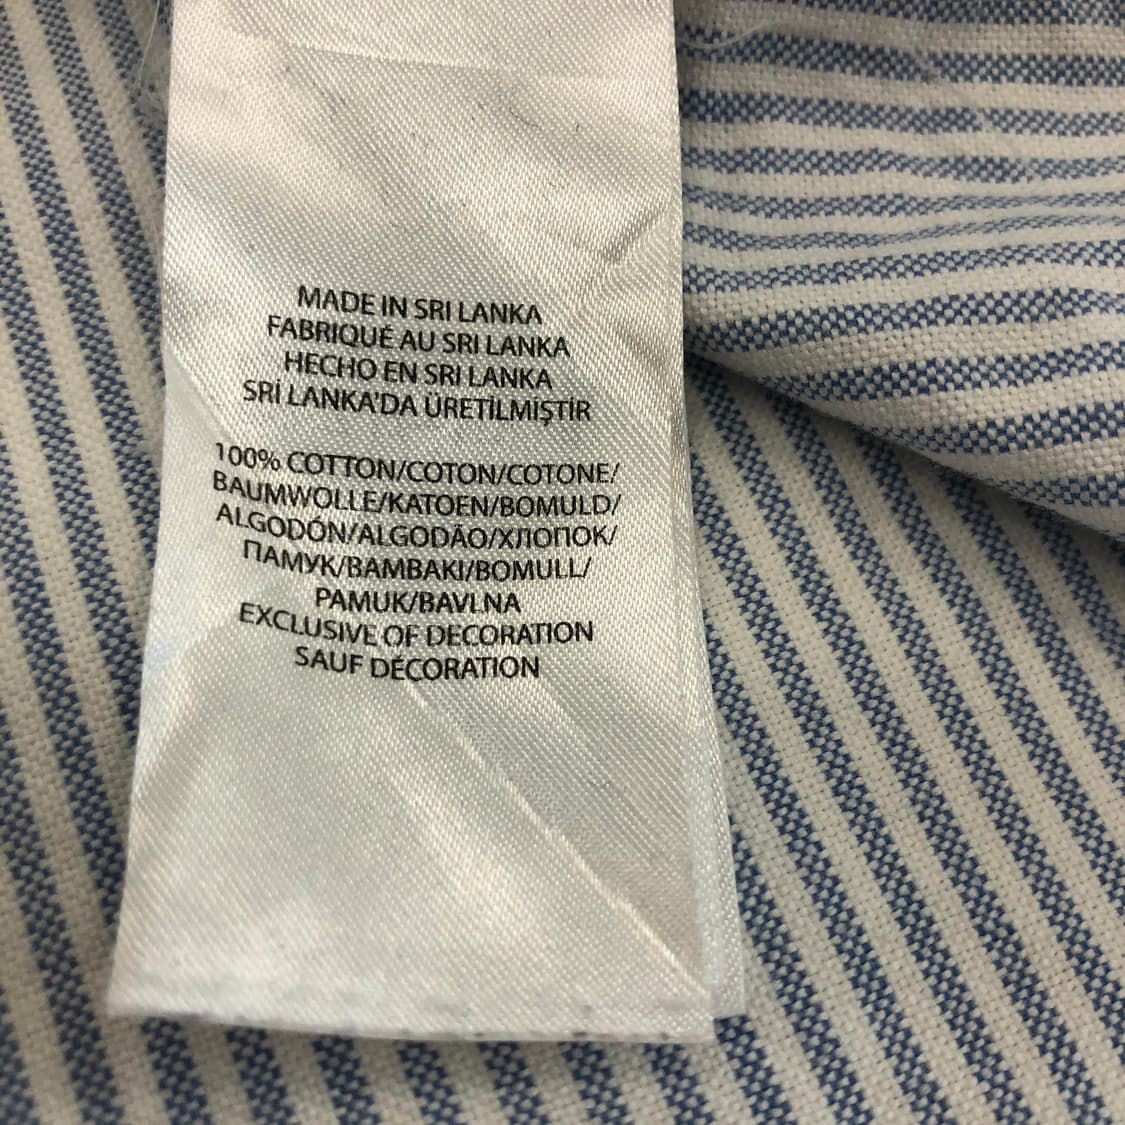 MADE IN SRI LANKA
FABRIQUÉ AU SRI LANKA
HECHO EN SRI LANKA
SRİ LANKA'DA ÜRETİLMİŞTİR
100% COTTON/COTON/COTONE/
BAUMWOLLE/KATOEN/BOMULD/
ALGODÓN/ALGODÃO/ХЛОПОК/
ПАМУК/BAMBAKI/BOMULL/
PAMUK/BAVLNA
EXCLUSIVE OF DECORATION
SAUF DÉCORATION